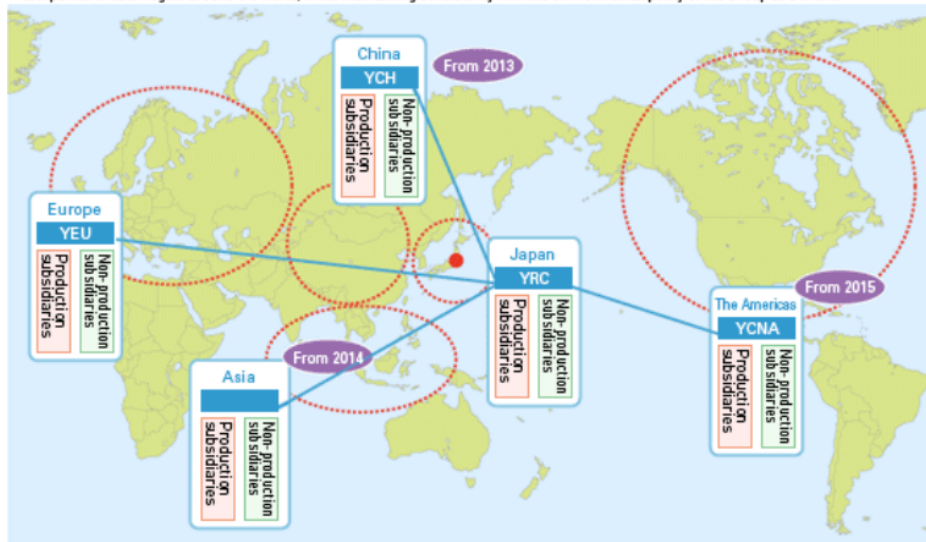 China
YCH
Production
subsidiaries
Non-production
subsidiaries
From 2013
Europe
YEU
Production
subsidiaries
Non-production
subsidiaries
Japan
YRC
Production
subsidiaries
Non-production
subsidiaries
From 2015
The Americas
YCNA
Production
subsidiaries
Non-production
subsidiaries
From 2014
Asia
Production
subsidiaries
Non-production
subsidiaries